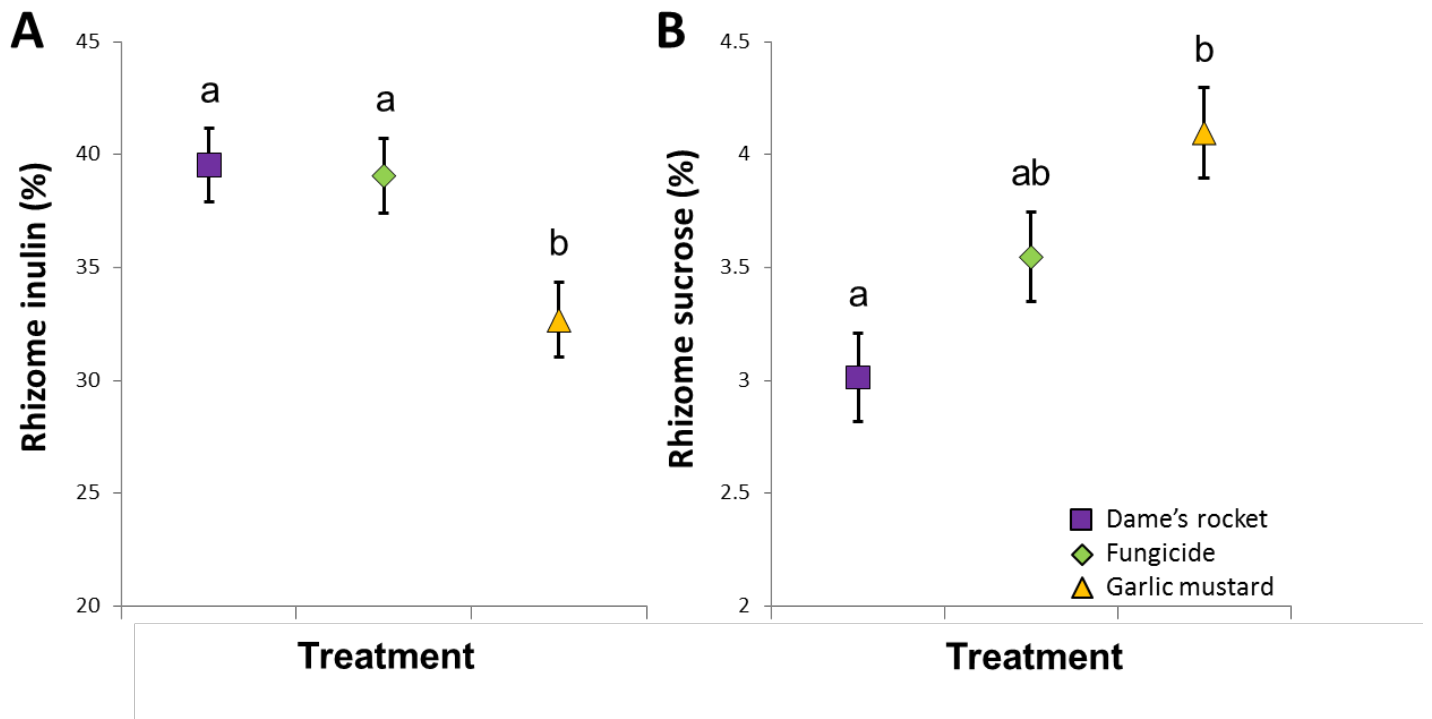 A
45
40
35
30
25
20
Rhizome inulin (%)
a
a
b
Treatment
B
4.5
4
3.5
3
2.5
2
Rhizome sucrose (%)
a
ab
b
Dame’s rocket
Fungicide
Garlic mustard
Treatment